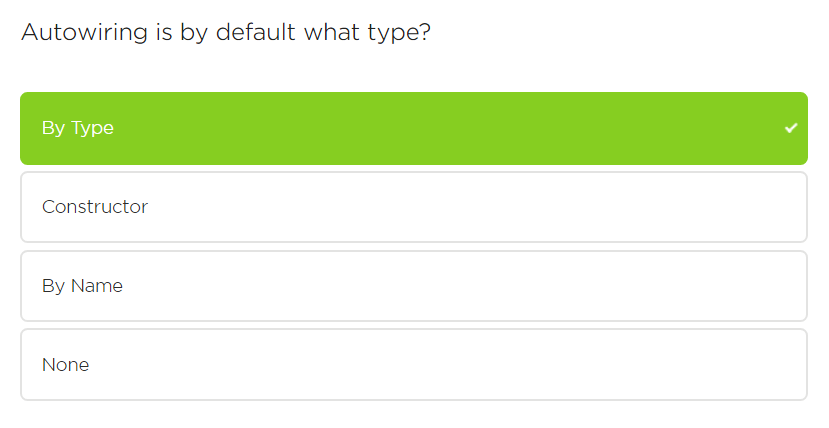 Autowiring is by default what type?
By Type
Constructor
By Name
None